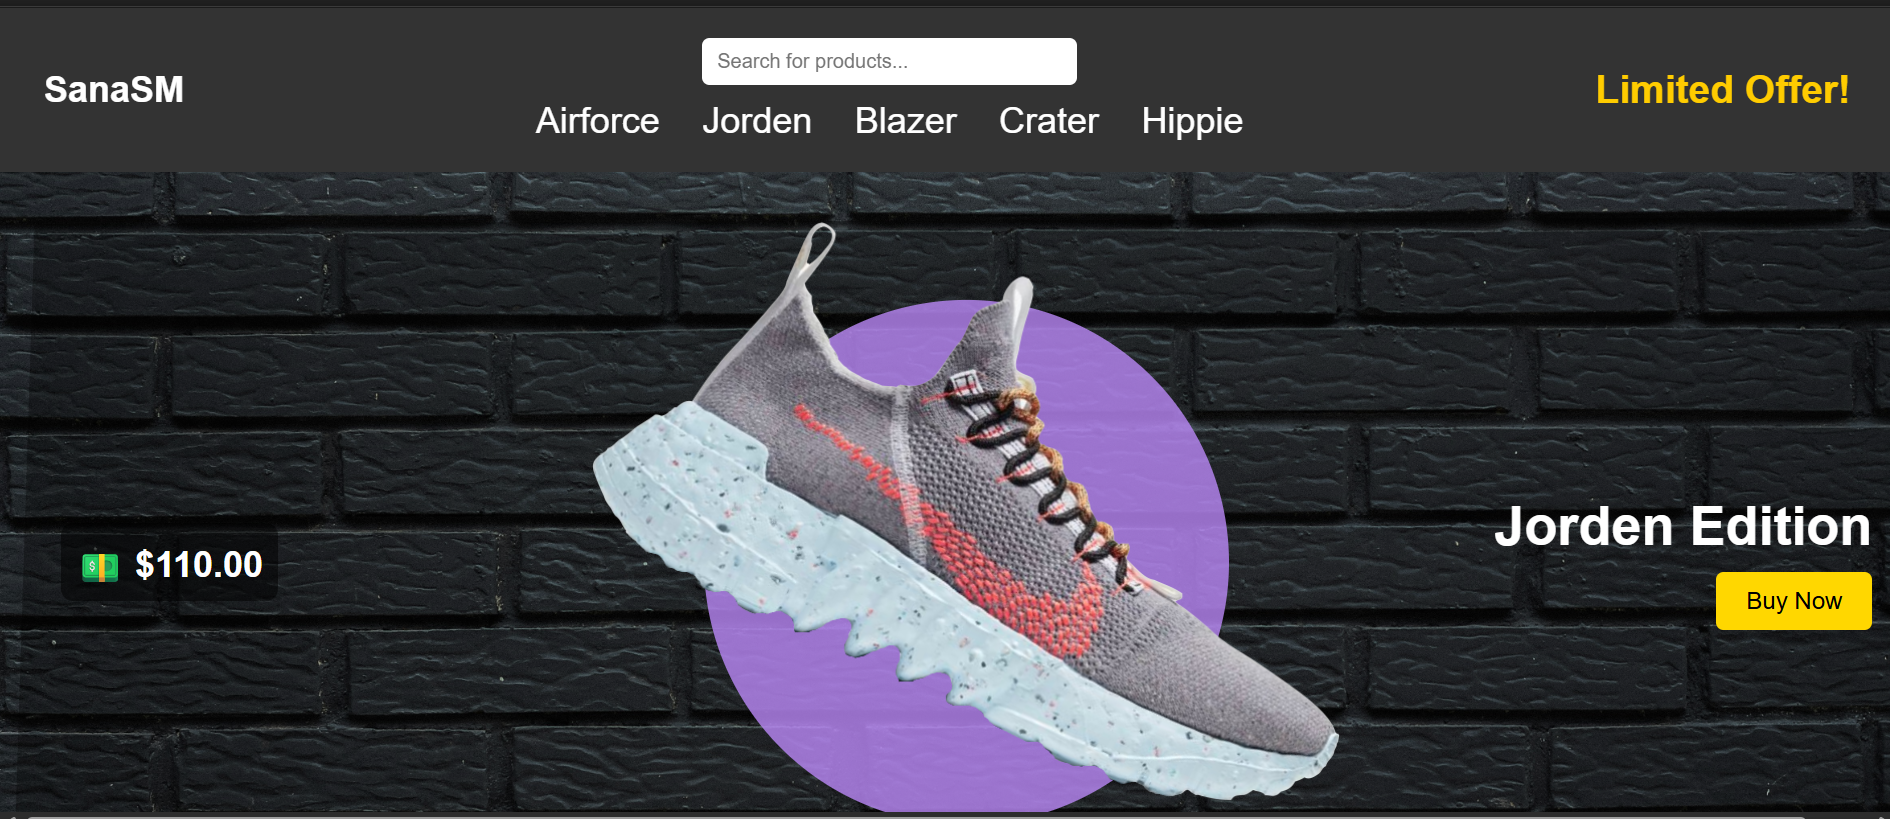 SanaSM
Search for products...
Limited Offer!
Airforce Jorden Blazer Crater Hippie
$110.00
Jorden Edition
Buy Now